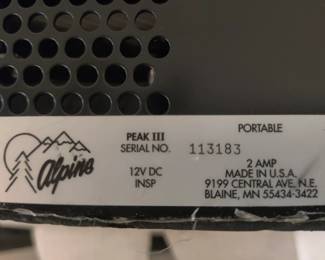 Alpine
PEAK III
PORTABLE
SERIAL NO. 113183
12V DC
2 AMP
INSP
MADE IN U.S.A.
9199 CENTRAL AVE. N.E.
BLAINE, MN 55434-3422